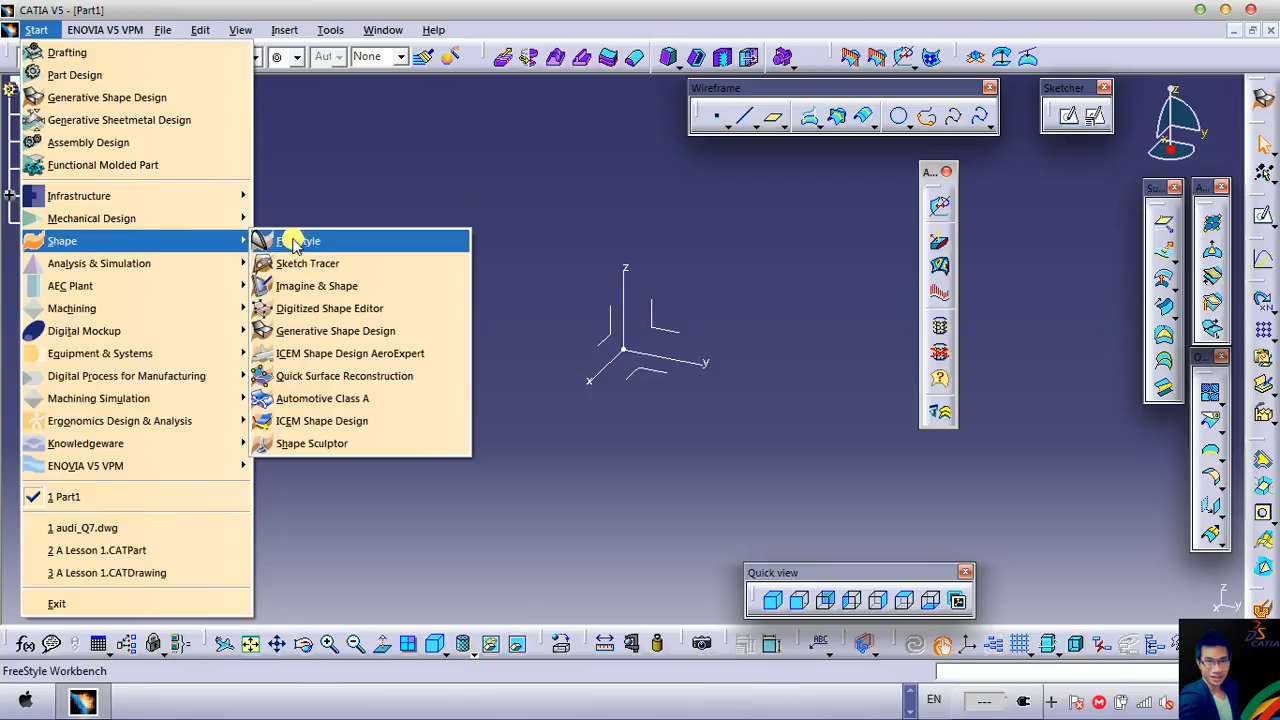 CATIA V5 - [Part1]
Start ENOVIA V5 VPM File Edit View Insert Tools Window Help
Aut None
Drafting
Part Design
Generative Shape Design
Generative Sheetmetal Design
Assembly Design
Functional Molded Part
Infrastructure
Mechanical Design
Shape
Analysis & Simulation
AEC Plant
Machining
Digital Mockup
Equipment & Systems
Digital Process for Manufacturing
Machining Simulation
Ergonomics Design & Analysis
Knowledgeware
ENOVIA V5 VPM
1 Part1
1 audi_Q7.dwg
2 A Lesson 1.CATPart
3 A Lesson 1.CATDrawing
Exit
Sketch Tracer
Imagine & Shape
Digitized Shape Editor
Generative Shape Design
ICEM Shape Design AeroExpert
Quick Surface Reconstruction
Automotive Class A
ICEM Shape Design
Shape Sculptor
Wireframe
Sketcher
A...
Su...
A...
O...
z
y
x
z
x
y
z
x y
Quick view
FreeStyle Workbench
EN
---
CATIA